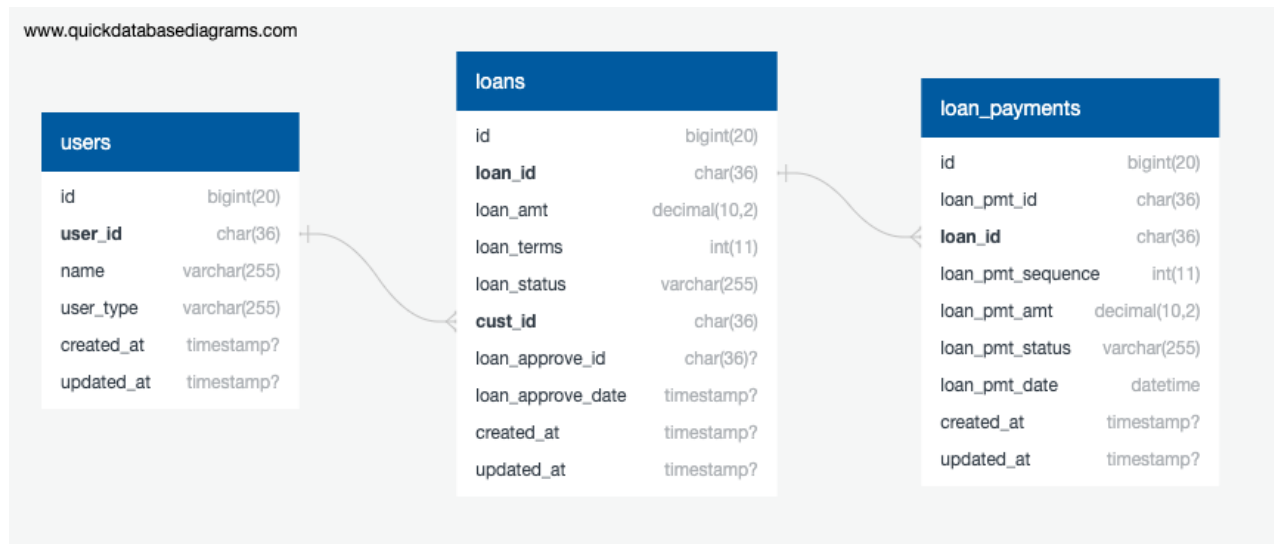 www.quickdatabasediagrams.com
users
id bigint(20)
user_id char(36)
name varchar(255)
user_type varchar(255)
created_at timestamp?
updated_at timestamp?
loans
id bigint(20)
loan_id char(36)
loan_amt decimal(10,2)
loan_terms int(11)
loan_status varchar(255)
cust_id char(36)
loan_approve_id char(36)?
loan_approve_date timestamp?
created_at timestamp?
updated_at timestamp?
loan_payments
id bigint(20)
loan_pmt_id char(36)
loan_id char(36)
loan_pmt_sequence int(11)
loan_pmt_amt decimal(10,2)
loan_pmt_status varchar(255)
loan_pmt_date datetime
created_at timestamp?
updated_at timestamp?